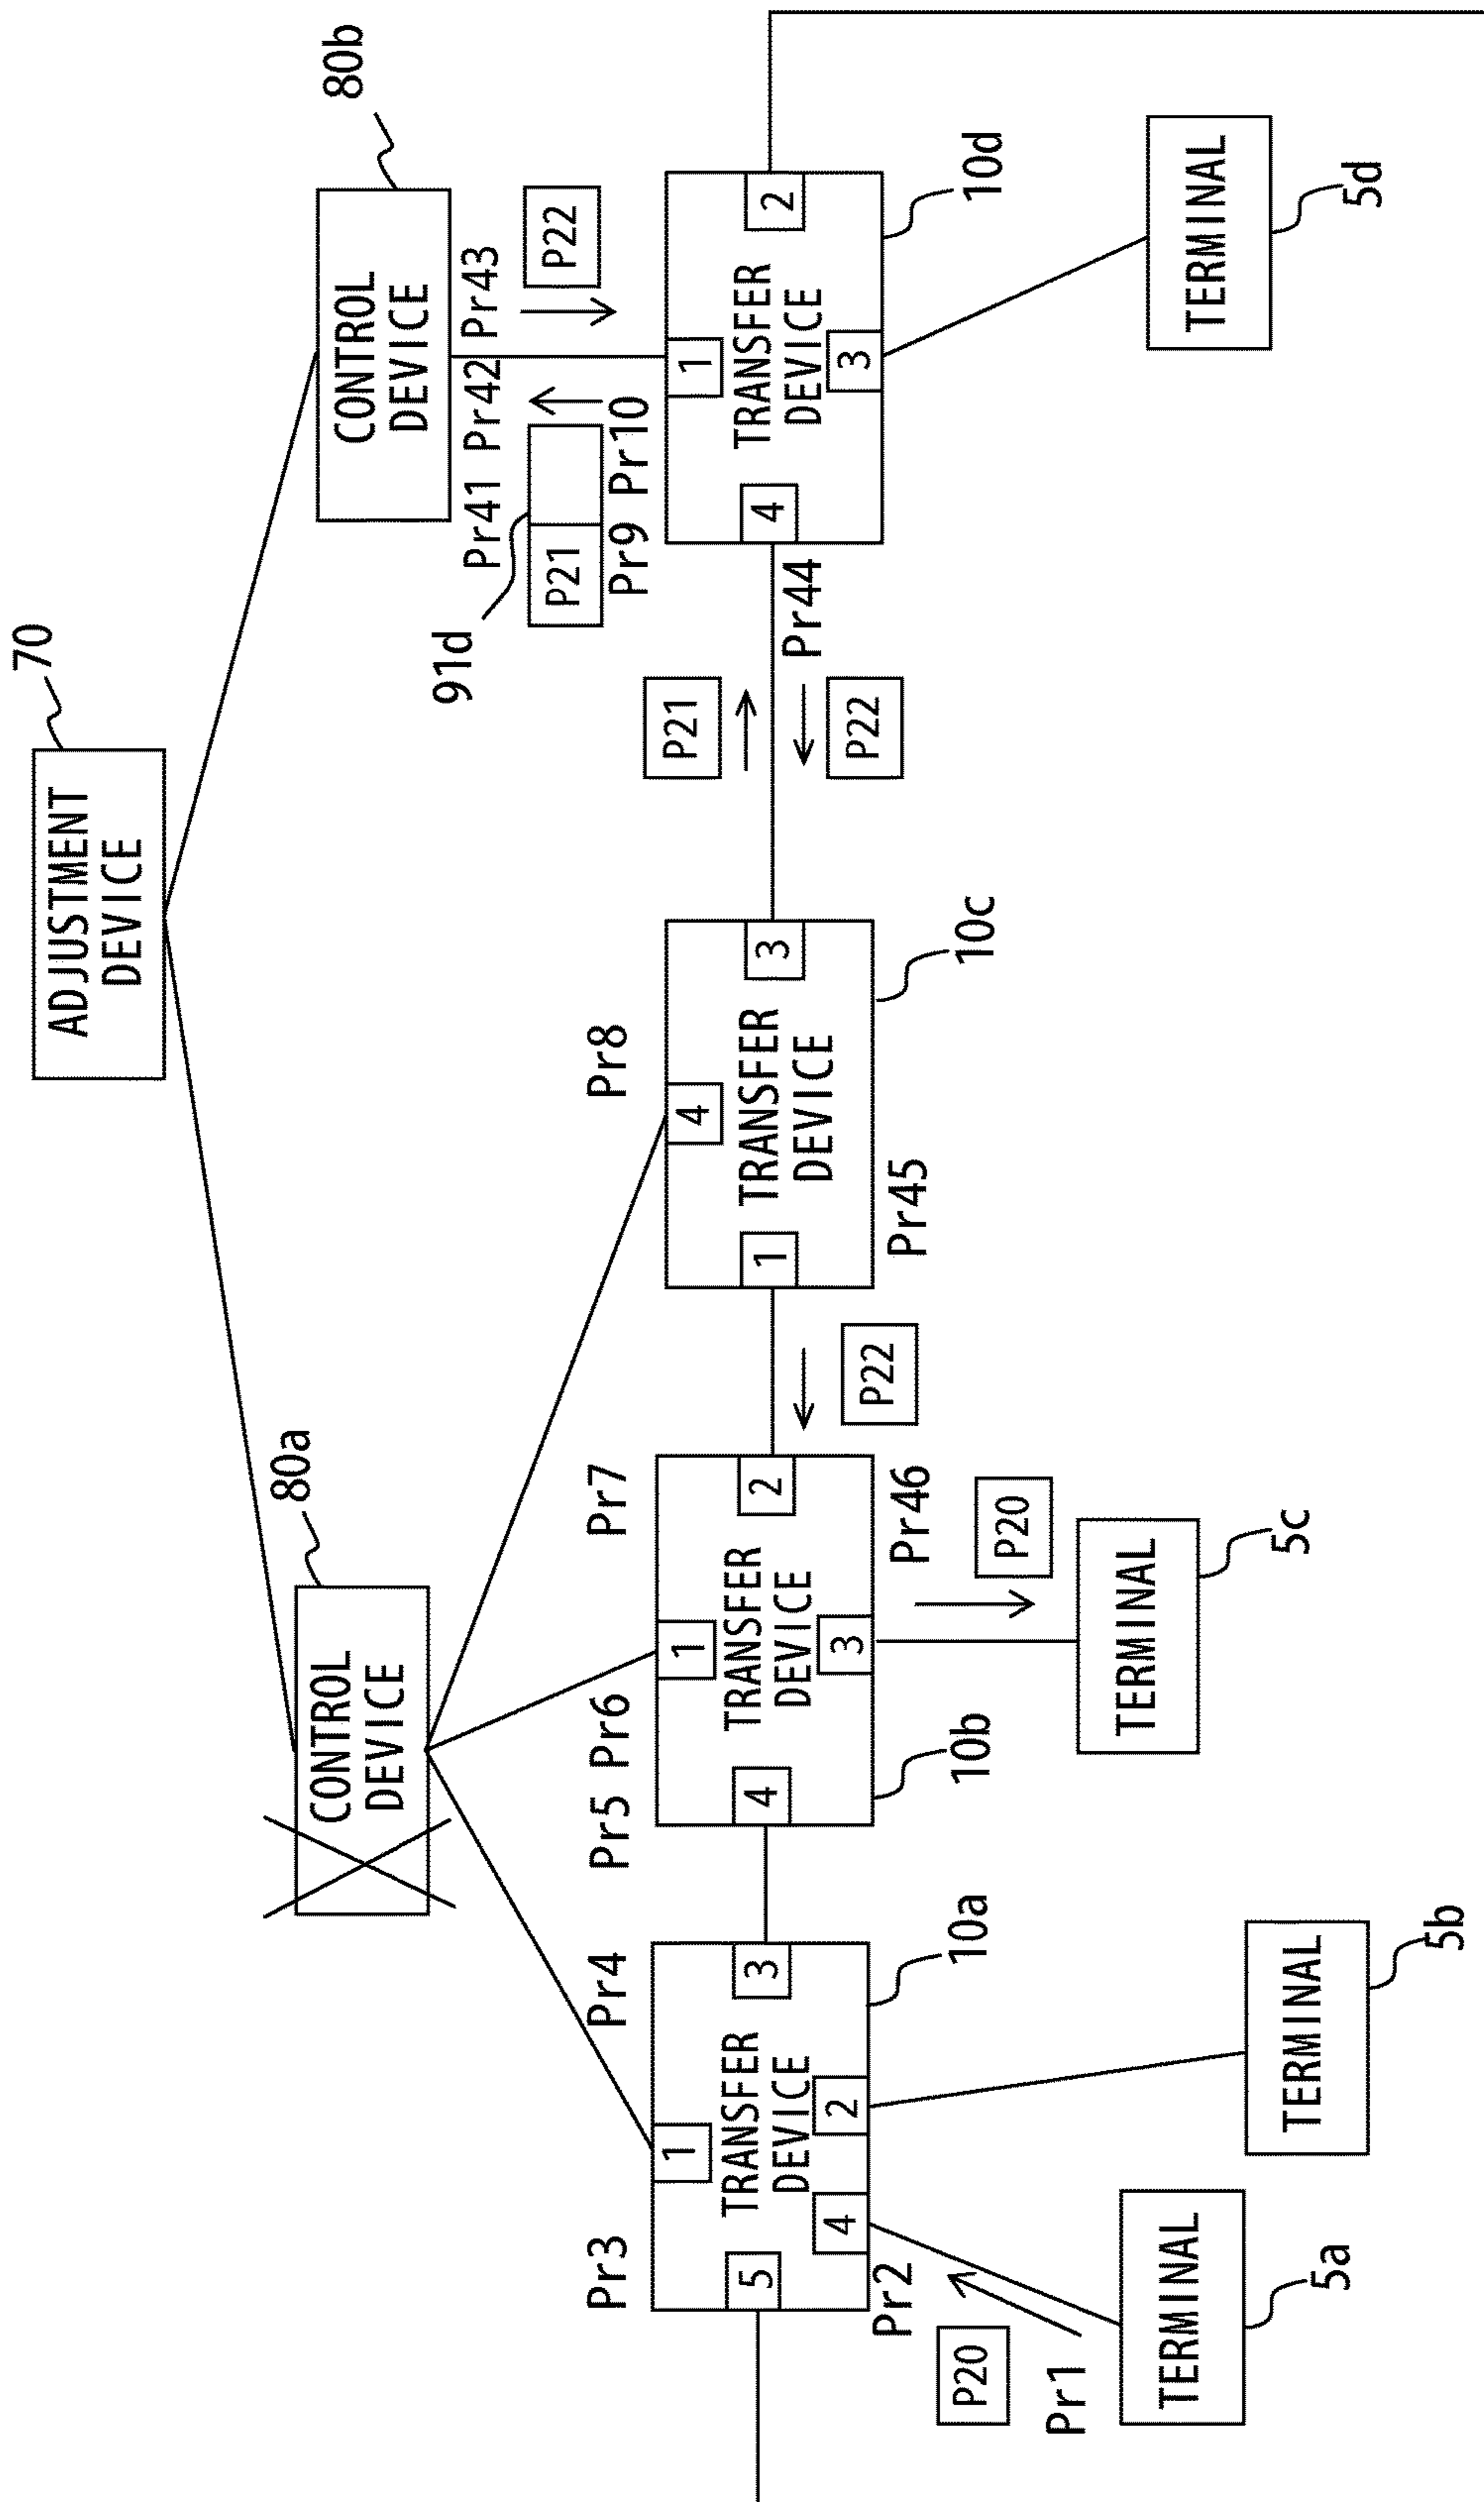 70
ADJUSTMENT
DEVICE
80a
CONTROL
DEVICE
80b
CONTROL
DEVICE
Pr41 Pr42
Pr43
91d
P21
P22
Pr9 Pr10
Pr3
Pr4
Pr5 Pr6
Pr7
Pr8
1
5
3
TRANSFER
DEVICE
4
2
10a
1
4
2
TRANSFER
DEVICE
3
10b
4
1
3
TRANSFER
DEVICE
10c
1
4
2
TRANSFER
DEVICE
3
10d
P21
Pr44
P22
P22
Pr45
Pr46
P20
Pr2
P20
Pr1
TERMINAL
5a
TERMINAL
5b
TERMINAL
5c
TERMINAL
5d